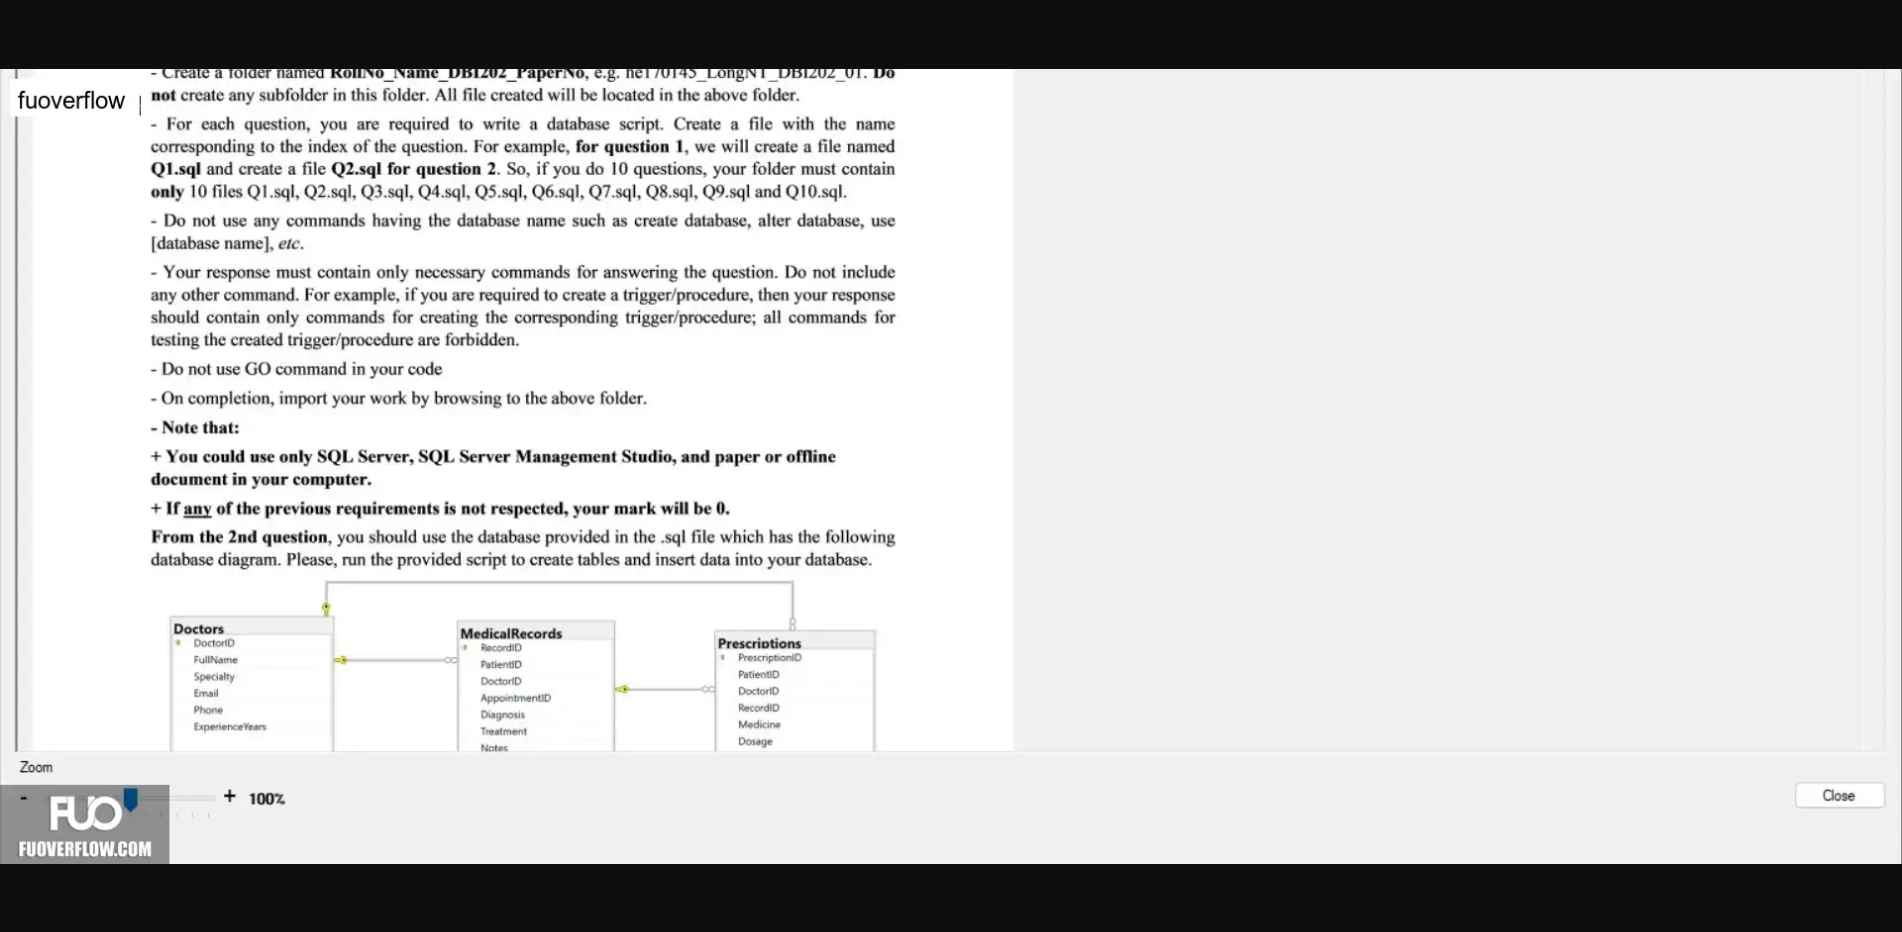 - Create a folder named RollNo_Name_DBI202_PaperNo, e.g. he170145_LongNT_DBI202_01. Do
fuoverflow
not create any subfolder in this folder. All file created will be located in the above folder.
- For each question, you are required to write a database script. Create a file with the name
corresponding to the index of the question. For example, for question 1, we will create a file named
Q1.sql and create a file Q2.sql for question 2. So, if you do 10 questions, your folder must contain
only 10 files Q1.sql, Q2.sql, Q3.sql, Q4.sql, Q5.sql, Q6.sql, Q7.sql, Q8.sql, Q9.sql and Q10.sql.
- Do not use any commands having the database name such as create database, alter database, use
[database name], etc.
- Your response must contain only necessary commands for answering the question. Do not include
any other command. For example, if you are required to create a trigger/procedure, then your response
should contain only commands for creating the corresponding trigger/procedure; all commands for
testing the created trigger/procedure are forbidden.
- Do not use GO command in your code
- On completion, import your work by browsing to the above folder.
- Note that:
+ You could use only SQL Server, SQL Server Management Studio, and paper or offline
document in your computer.
+ If any of the previous requirements is not respected, your mark will be 0.
From the 2nd question, you should use the database provided in the .sql file which has the following
database diagram. Please, run the provided script to create tables and insert data into your database.
Doctors
DoctorID
FullName
Specialty
Email
Phone
ExperienceYears
MedicalRecords
RecordID
PatientID
DoctorID
AppointmentID
Diagnosis
Treatment
Notes
Prescriptions
PrescriptionID
PatientID
DoctorID
RecordID
Medicine
Dosage
Zoom
- + 100%
Close
FUO
FUOVERFLOW.COM